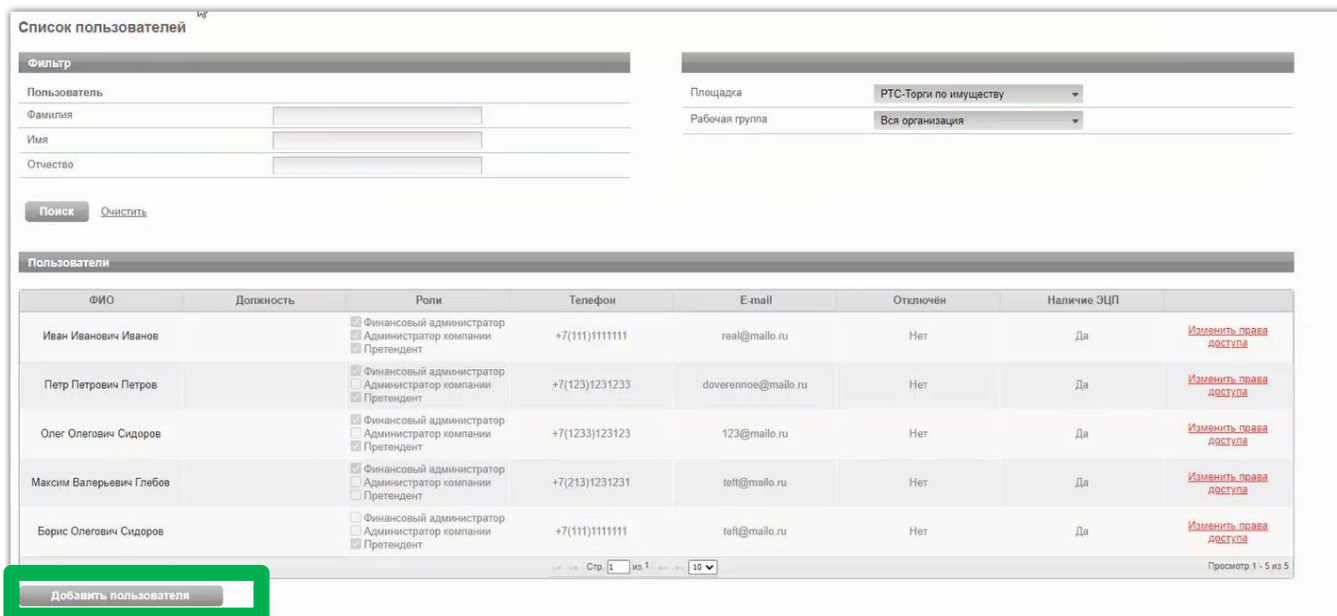 Список пользователей
Фильтр
Пользователь
Фамилия
Имя
Отчество
Площадка РТС-Торги по имуществу
Рабочая группа Вся организация
Поиск Очистить
Пользователи
ФИО Должность Роли Телефон E-mail Отключён Наличие ЭЦП
Иван Иванович Иванов Финансовый администратор Администратор компании Претендент +7(111)1111111 real@mailo.ru Нет Да Изменить права доступа
Петр Петрович Петров Финансовый администратор Администратор компании Претендент +7(123)1231233 doverennoe@mailo.ru Нет Да Изменить права доступа
Олег Олегович Сидоров Финансовый администратор Администратор компании Претендент +7(1233)123123 123@mailo.ru Нет Да Изменить права доступа
Максим Валерьевич Глебов Финансовый администратор Администратор компании Претендент +7(213)1231231 teft@mailo.ru Нет Да Изменить права доступа
Борис Олегович Сидоров Финансовый администратор Администратор компании Претендент +7(111)1111111 teft@mailo.ru Нет Да Изменить права доступа
Стр. 1 из 1 10 Просмотр 1 - 5 из 5
Добавить пользователя